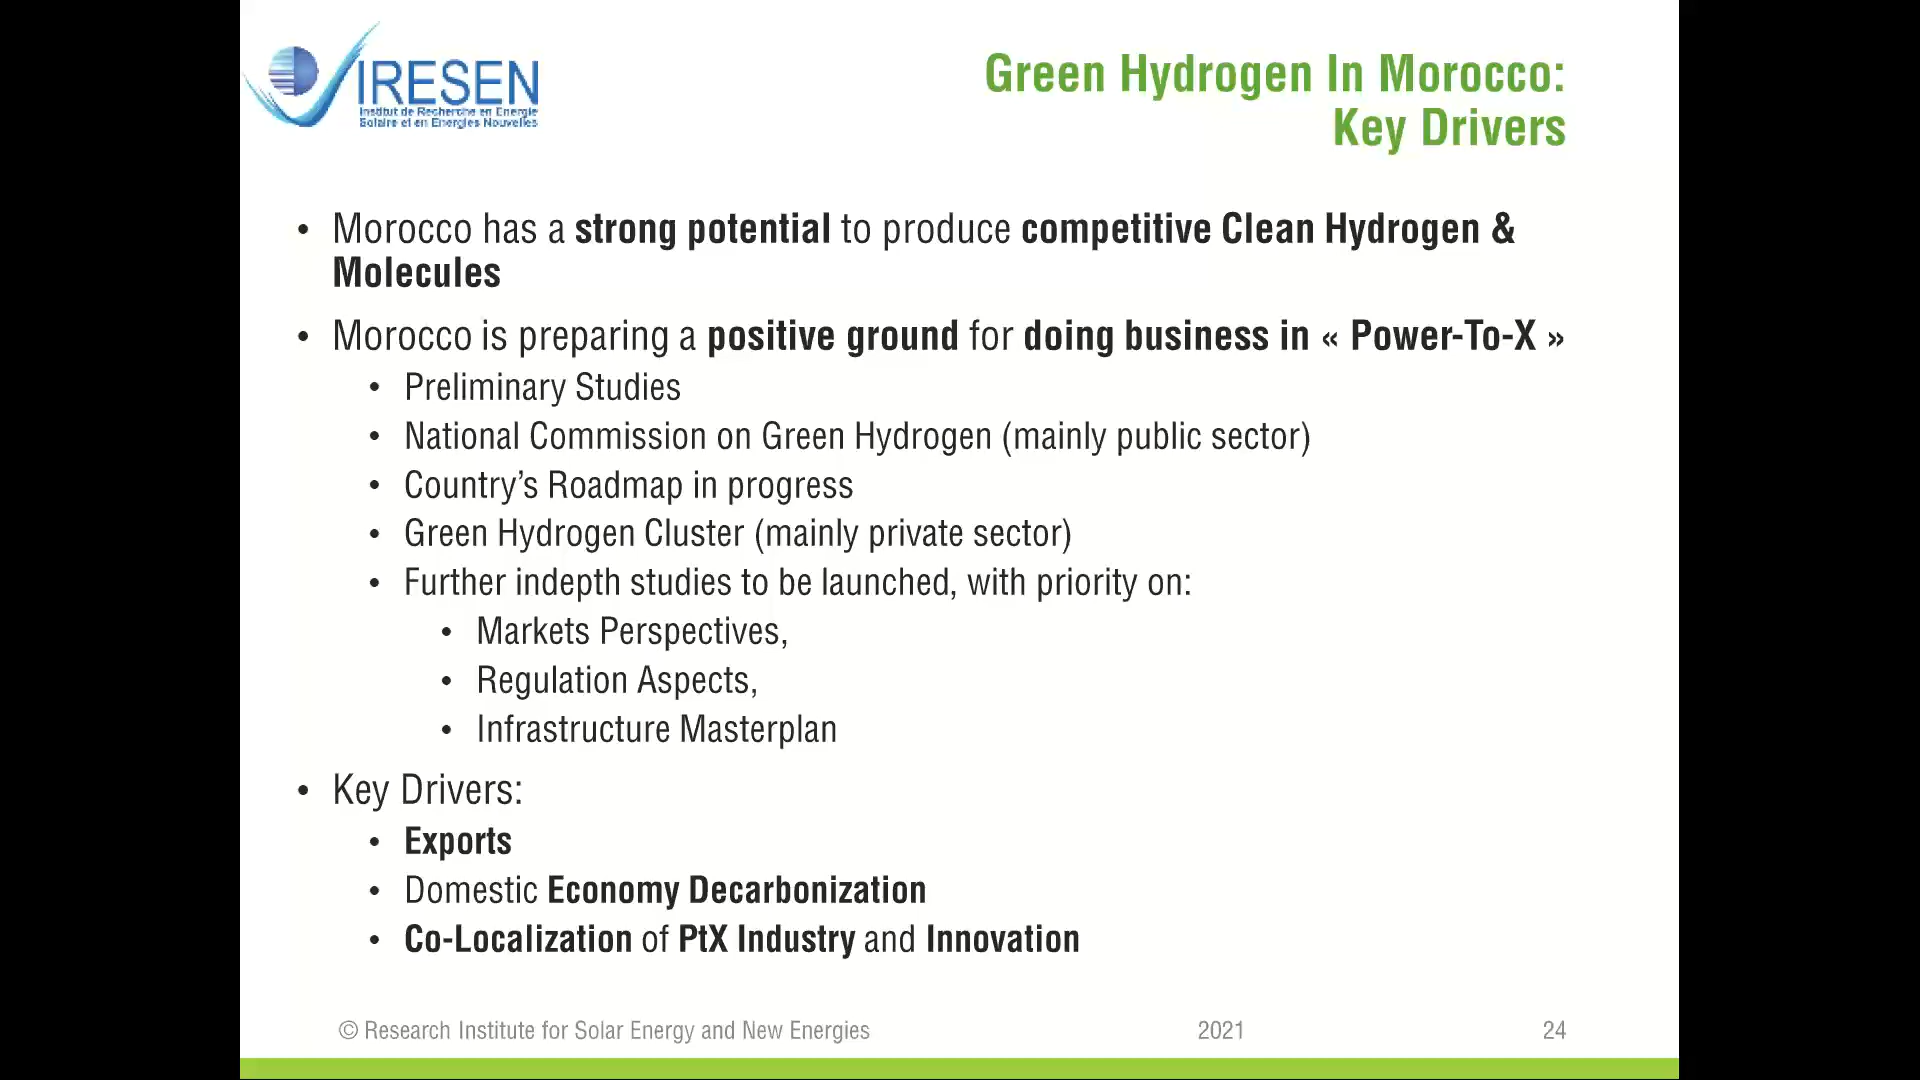 IRESEN
Institut de Recherche en Energie
Solaire et en Energies Nouvelles
Green Hydrogen In Morocco:
Key Drivers
• Morocco has a strong potential to produce competitive Clean Hydrogen &
Molecules
• Morocco is preparing a positive ground for doing business in « Power-To-X »
• Preliminary Studies
• National Commission on Green Hydrogen (mainly public sector)
• Country’s Roadmap in progress
• Green Hydrogen Cluster (mainly private sector)
• Further indepth studies to be launched, with priority on:
• Markets Perspectives,
• Regulation Aspects,
• Infrastructure Masterplan
• Key Drivers:
• Exports
• Domestic Economy Decarbonization
• Co-Localization of PtX Industry and Innovation
© Research Institute for Solar Energy and New Energies
2021
24